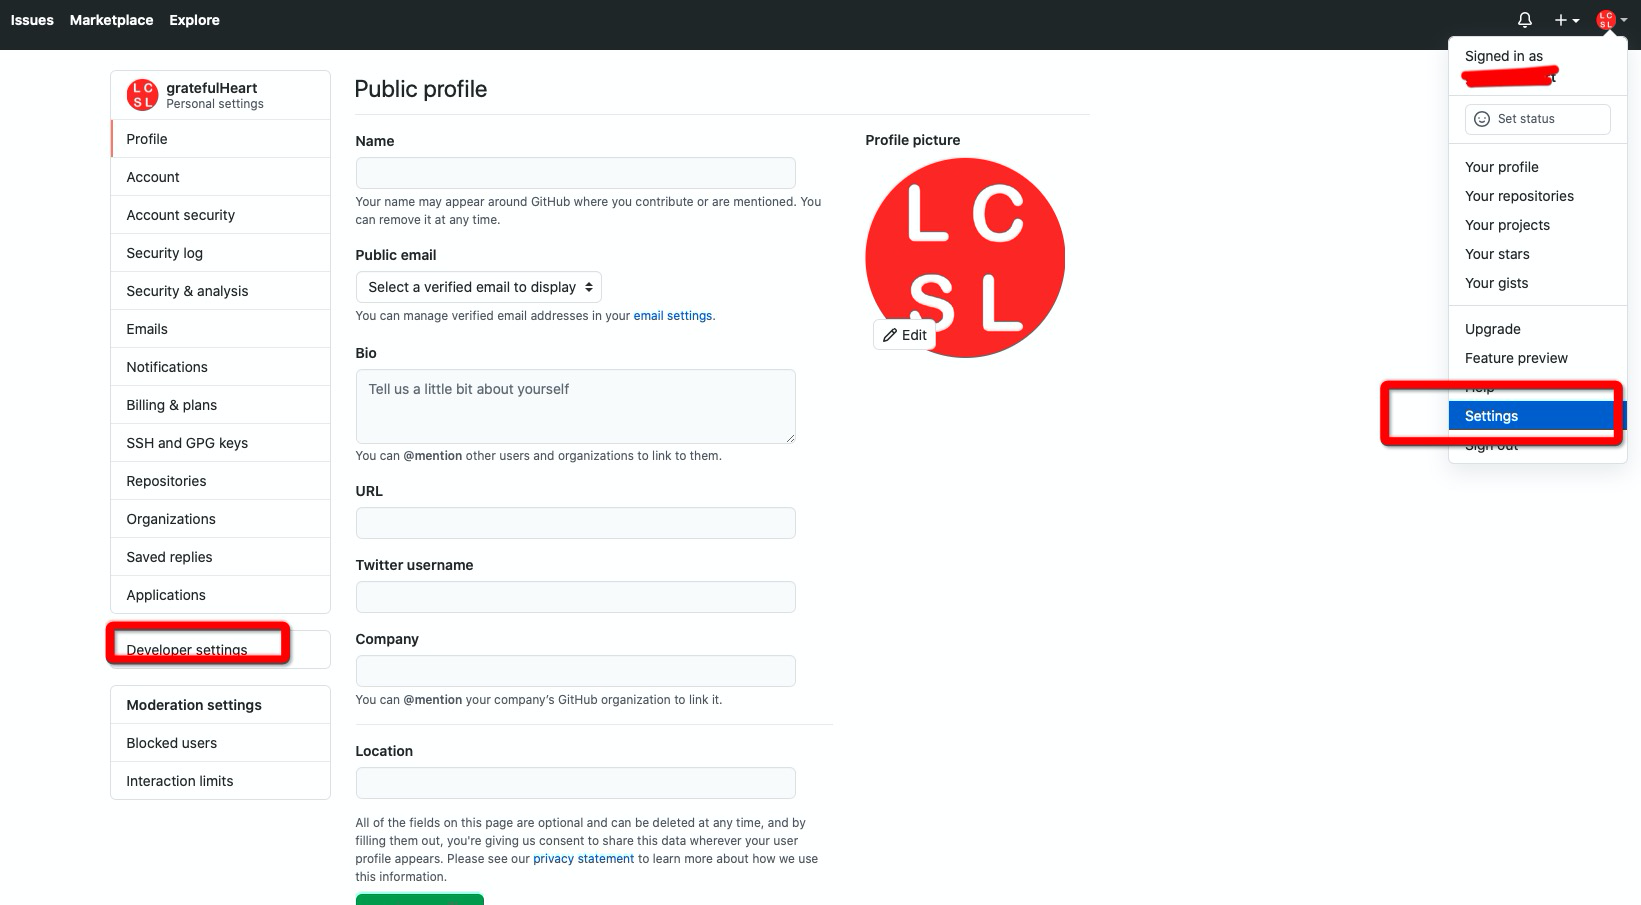 Issues Marketplace Explore
Signed in as
t
Set status
Your profile
Your repositories
Your projects
Your stars
Your gists
Upgrade
Feature preview
Help
Settings
Sign out
L C
S L
gratefulHeart
Personal settings
Profile
Account
Account security
Security log
Security & analysis
Emails
Notifications
Billing & plans
SSH and GPG keys
Repositories
Organizations
Saved replies
Applications
Developer settings
Moderation settings
Blocked users
Interaction limits
Public profile
Name
Your name may appear around GitHub where you contribute or are mentioned. You
can remove it at any time.
Public email
Select a verified email to display
You can manage verified email addresses in your email settings.
Bio
Tell us a little bit about yourself
You can @mention other users and organizations to link to them.
URL
Twitter username
Company
You can @mention your company's GitHub organization to link it.
Location
All of the fields on this page are optional and can be deleted at any time, and by
filling them out, you're giving us consent to share this data wherever your user
profile appears. Please see our privacy statement to learn more about how we use
this information.
Profile picture
L C
S L
Edit